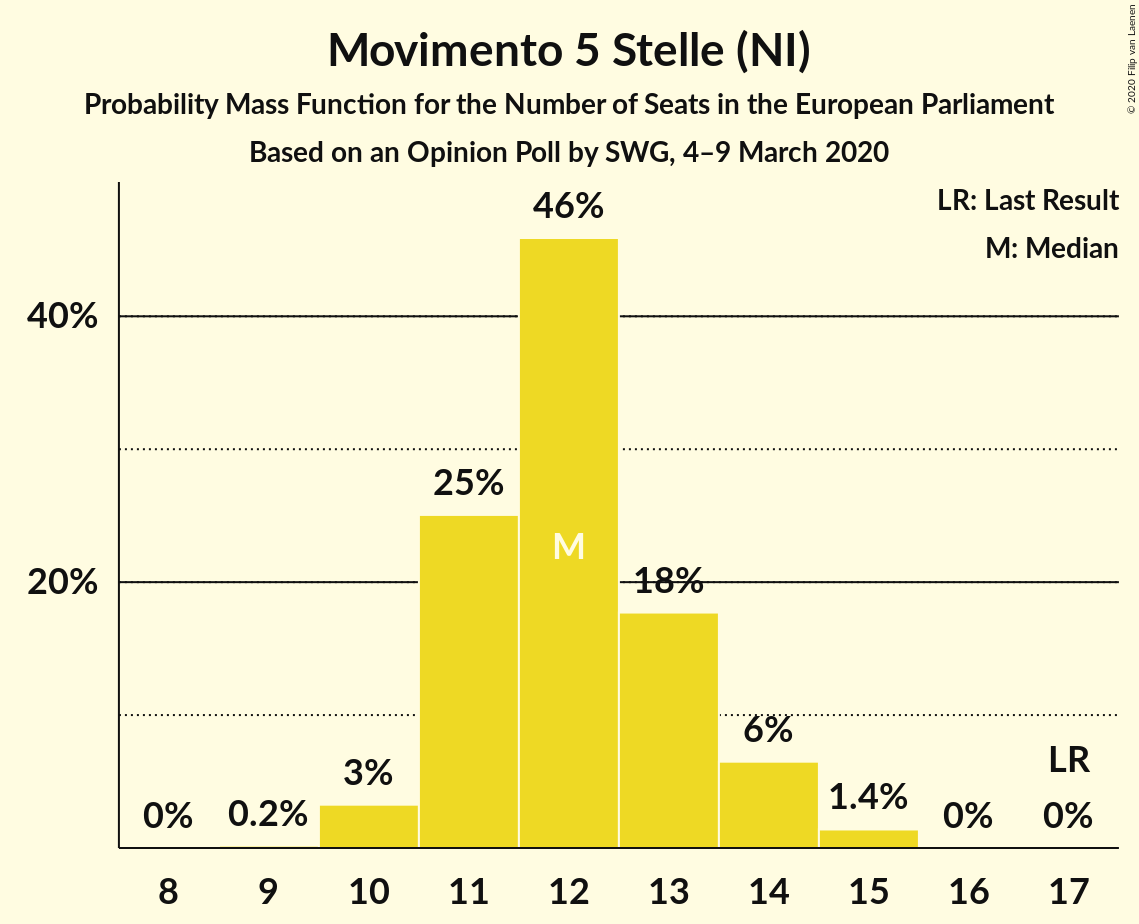 Movimento 5 Stelle (NI)
Probability Mass Function for the Number of Seats in the European Parliament
Based on an Opinion Poll by SWG, 4–9 March 2020
© 2020 Filip van Laenen
LR: Last Result
M: Median
46%
40%
25%
M
20%
18%
6%
3%
1.4%
0.2%
0%
0%
LR
0%
8 9 10 11 12 13 14 15 16 17